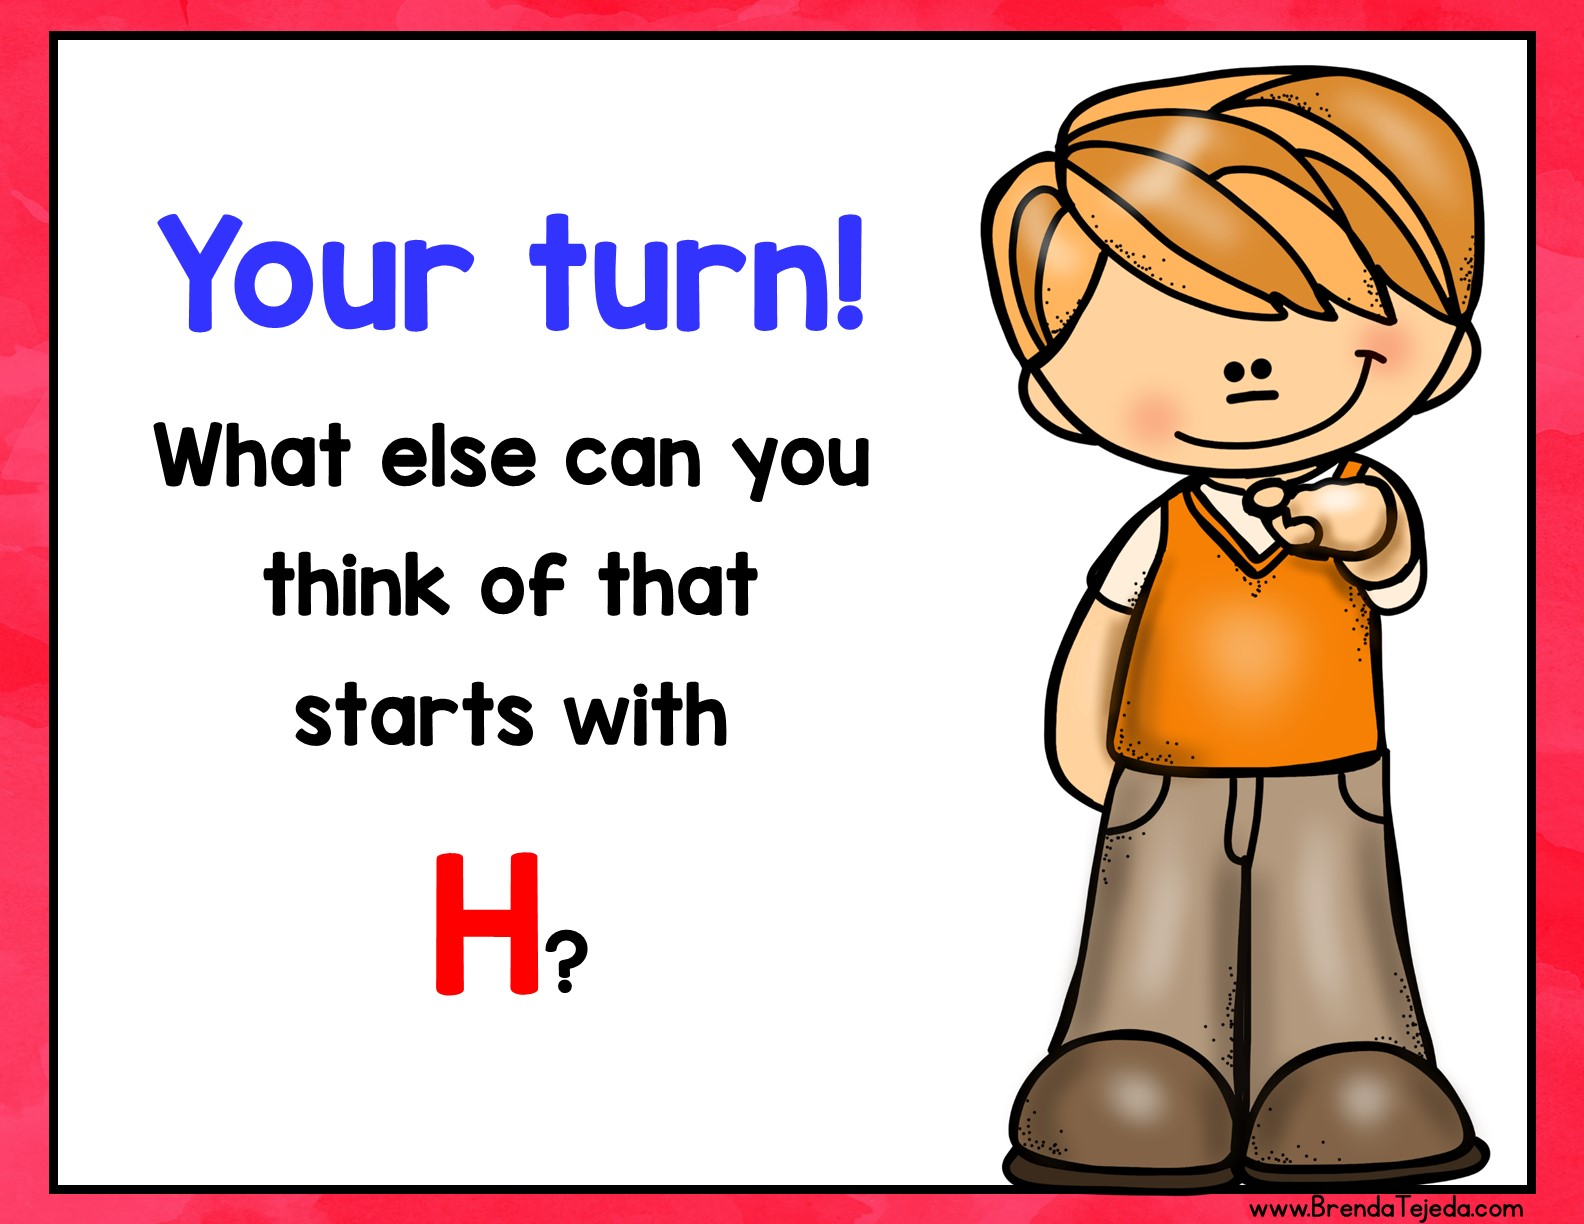 Your turn!
What else can you
think of that
starts with
H?
www.BrendaTejeda.com